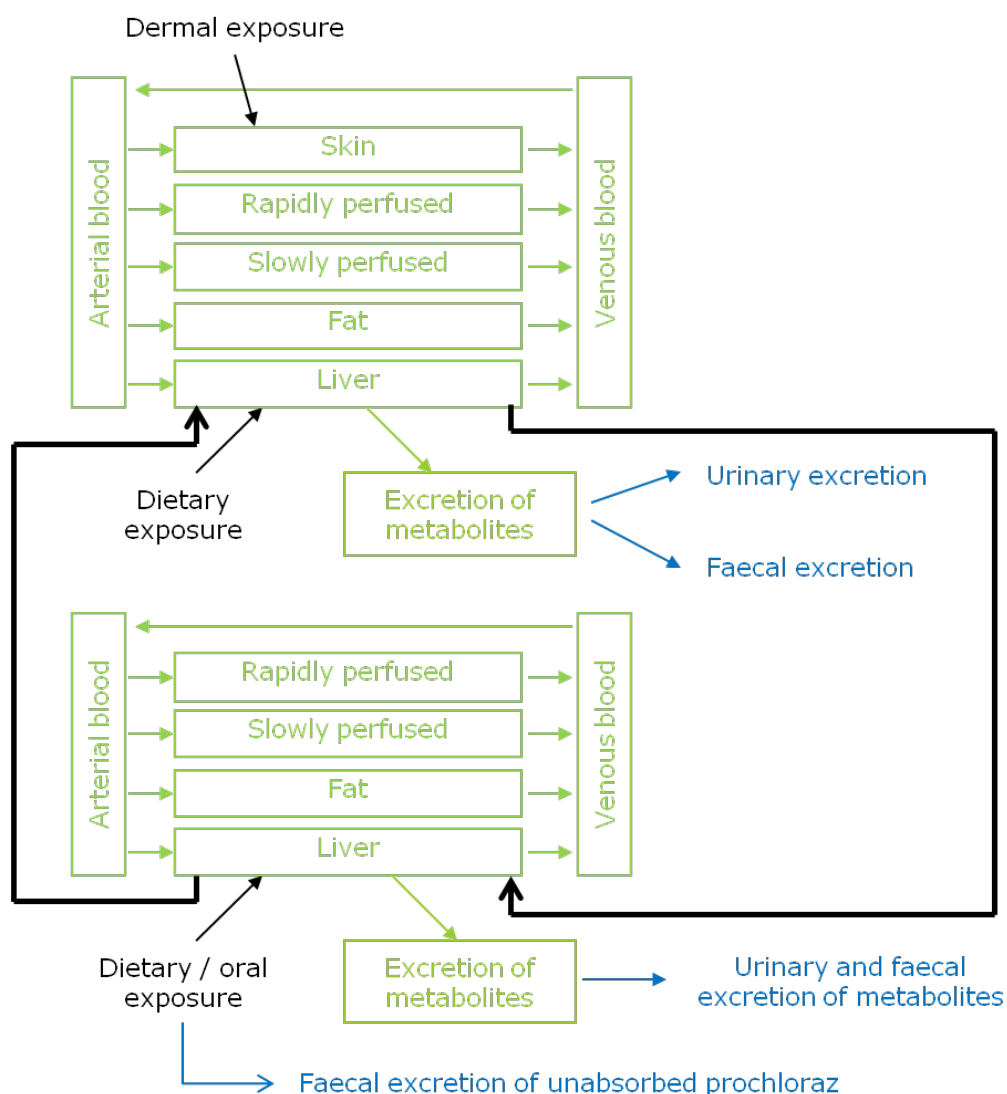 Dermal exposure
Arterial blood
Skin
Rapidly perfused
Slowly perfused
Fat
Liver
Venous blood
Dietary
exposure
Excretion of
metabolites
Urinary excretion
Faecal excretion
Arterial blood
Rapidly perfused
Slowly perfused
Fat
Liver
Venous blood
Dietary / oral
exposure
Excretion of
metabolites
Urinary and faecal
excretion of metabolites
Faecal excretion of unabsorbed prochloraz